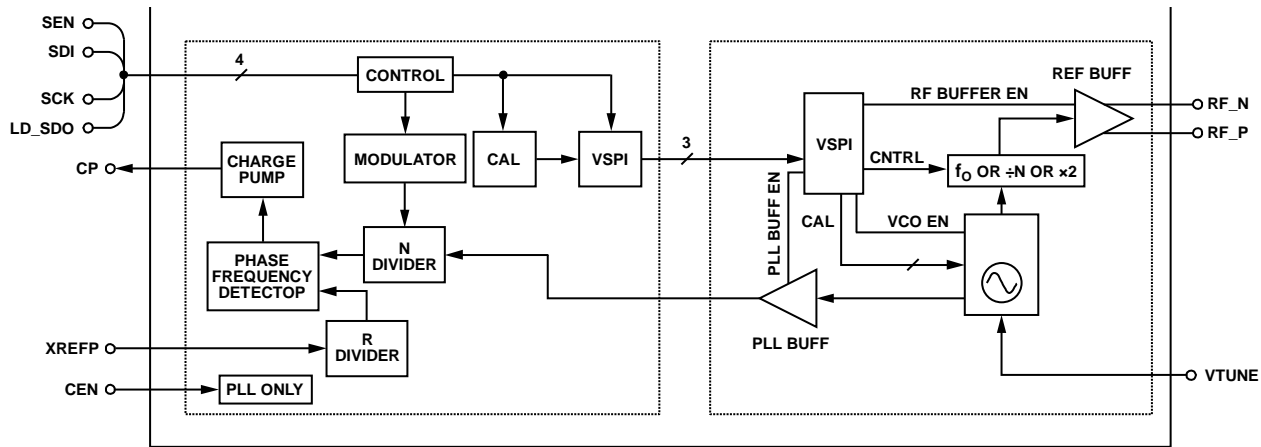 SEN
SDI
SCK
LD_SDO
CP
XREFP
CEN
4
CONTROL
CHARGE
PUMP
MODULATOR
CAL
VSPI
3
PHASE
FREQUENCY
DETECTOP
N
DIVIDER
R
DIVIDER
PLL ONLY
VSPI
RF BUFFER EN
REF BUFF
RF_N
RF_P
CNTRL
fO OR ÷N OR ×2
PLL BUFF EN
CAL
VCO EN
PLL BUFF
VTUNE